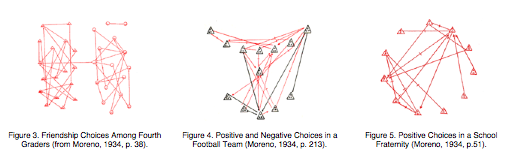 Figure 3. Friendship Choices Among Fourth
Graders (from Moreno, 1934, p. 38).
Figure 4. Positive and Negative Choices in a
Football Team (Moreno, 1934, p. 213).
Figure 5. Positive Choices in a School
Fraternity (Moreno, 1934, p.51).